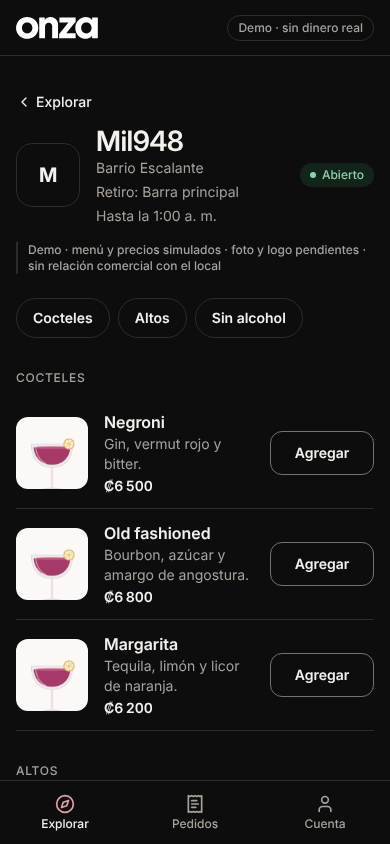 onza
Demo · sin dinero real
Explorar
M
Mil948
Barrio Escalante
Retiro: Barra principal
Hasta la 1:00 a. m.
Abierto
Demo · menú y precios simulados · foto y logo pendientes ·
sin relación comercial con el local
Cocteles
Altos
Sin alcohol
COCTELES
Negroni
Gin, vermut rojo y
bitter.
₡6 500
Agregar
Old fashioned
Bourbon, azúcar y
amargo de angostura.
₡6 800
Agregar
Margarita
Tequila, limón y licor
de naranja.
₡6 200
Agregar
ALTOS
Explorar
Pedidos
Cuenta